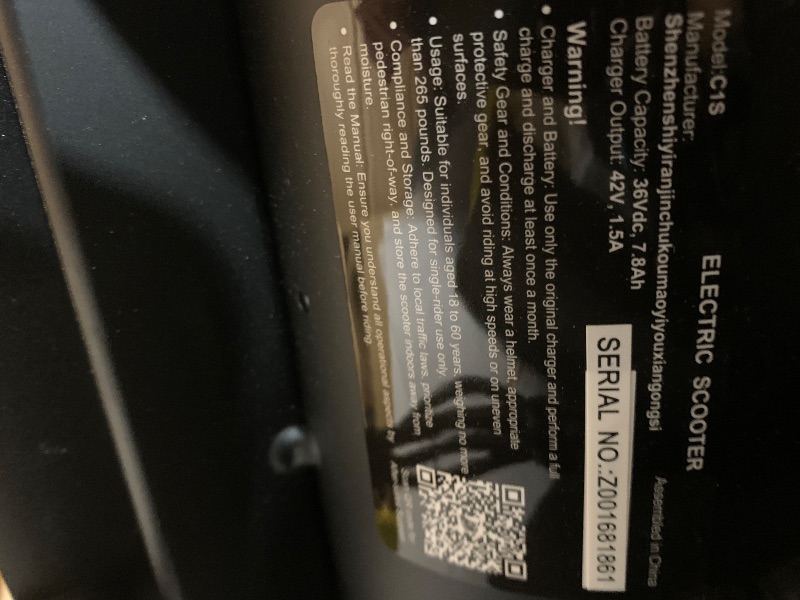 ELECTRIC SCOOTER
Model:C1S
Manufacturer:
Shenzhenshiyiranjinchukoumaoyiyouxiangongsi
Assembled in China
Battery Capacity: 36Vdc, 7.8Ah
Charger Output: 42V, 1.5A
SERIAL NO.:Z001681861
Warning!
• Charger and Battery: Use only the original charger and perform a full
charge and discharge at least once a month.
• Safety Gear and Conditions: Always wear a helmet, appropriate
protective gear, and avoid riding at high speeds or on uneven
surfaces.
• Usage: Suitable for individuals aged 18 to 60 years, weighing no more
than 265 pounds. Designed for single-rider use only.
• Compliance and Storage: Adhere to local traffic laws, prioritize
pedestrian right-of-way, and store the scooter indoors away from
moisture.
• Read the Manual: Ensure you understand all operational aspects by
thoroughly reading the user manual before riding.